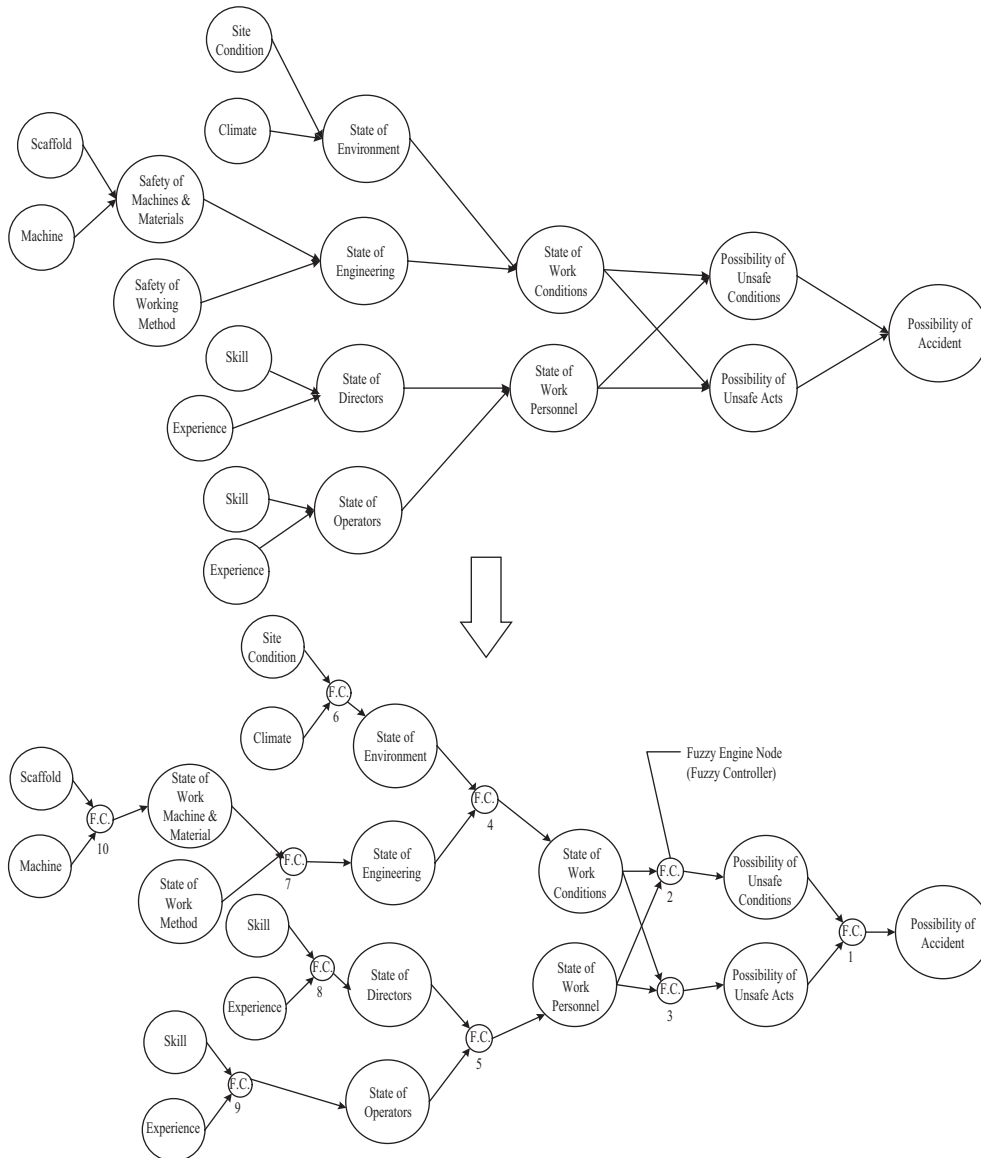 Site
Condition
Climate
State of
Environment
Scaffold
Safety of
Machines &
Materials
Machine
State of
Engineering
Safety of
Working
Method
State of
Work
Conditions
Possibility of
Unsafe
Conditions
Possibility of
Accident
Skill
State of
Directors
Experience
State of
Work
Personnel
Possibility of
Unsafe Acts
Skill
State of
Operators
Experience
Site
Condition
F.C.
6
Climate
State of
Environment
Fuzzy Engine Node
(Fuzzy Controller)
Scaffold
F.C.
10
Machine
State of
Work
Machine &
Material
F.C.
4
State of
Work
Method
F.C.
7
State of
Engineering
State of
Work
Conditions
F.C.
2
Possibility of
Unsafe
Conditions
F.C.
1
Possibility of
Accident
Skill
F.C.
8
Experience
State of
Directors
State of
Work
Personnel
F.C.
3
Possibility of
Unsafe Acts
F.C.
5
Skill
F.C.
9
Experience
State of
Operators